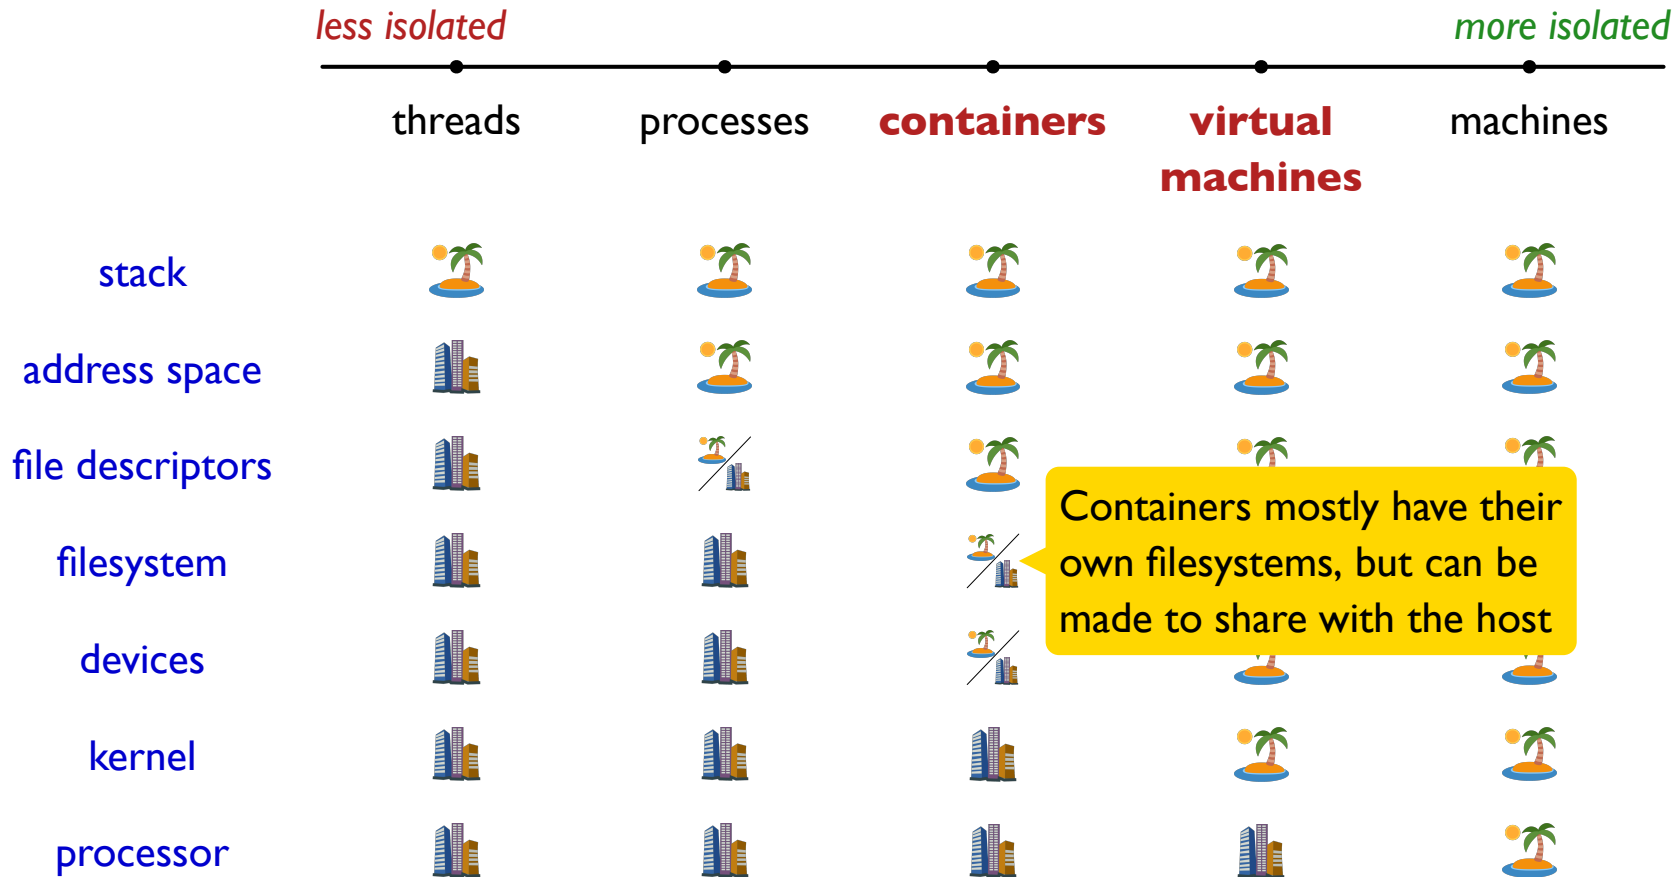 less isolated
more isolated
threads
processes
containers
virtual
machines
machines
stack
address space
file descriptors
Containers mostly have their
own filesystems, but can be
made to share with the host
filesystem
devices
kernel
processor